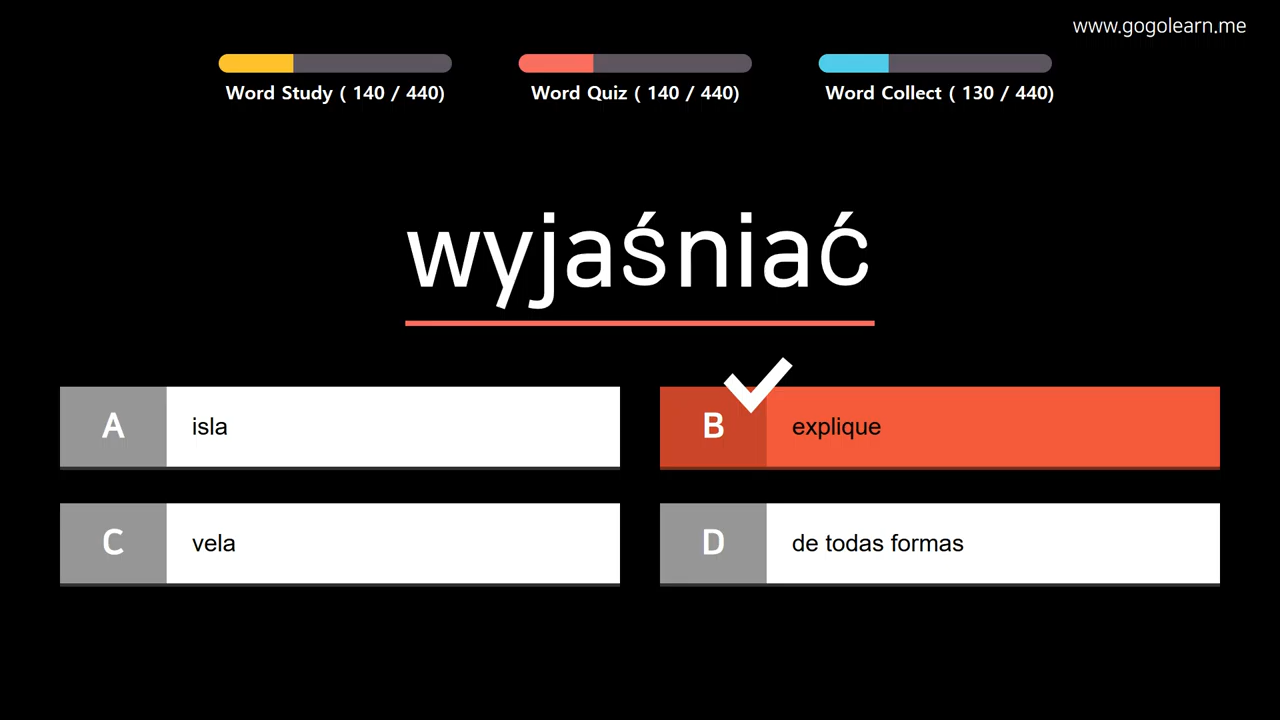 www.gogolearn.me
Word Study ( 140 / 440)
Word Quiz ( 140 / 440)
Word Collect ( 130 / 440)
wyjaśniać
A isla
B explique
C vela
D de todas formas